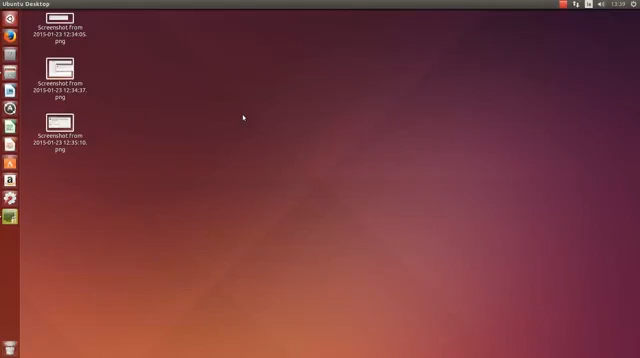 Ubuntu Desktop
13:39
Screenshot from
2015-01-23 12:34:05.
png
Screenshot from
2015-01-23 12:34:37.
png
Screenshot from
2015-01-23 12:35:10.
png